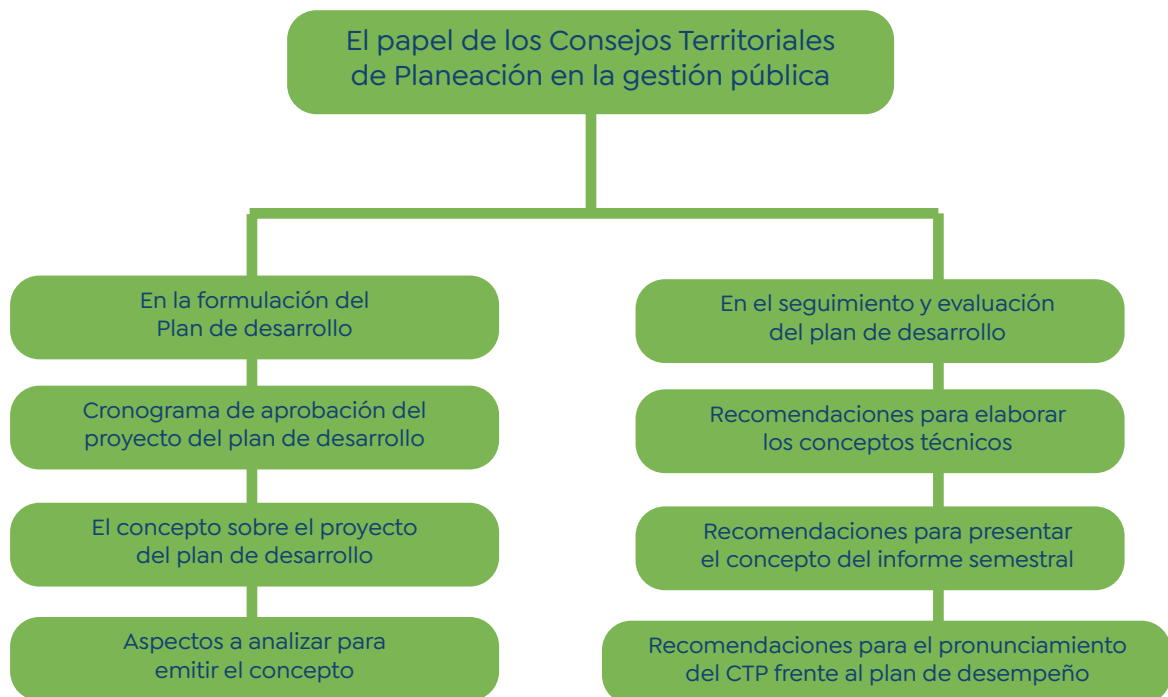 El papel de los Consejos Territoriales
de Planeación en la gestión pública
En la formulación del
Plan de desarrollo
Cronograma de aprobación del
proyecto del plan de desarrollo
El concepto sobre el proyecto
del plan de desarrollo
Aspectos a analizar para
emitir el concepto
En el seguimiento y evaluación
del plan de desarrollo
Recomendaciones para elaborar
los conceptos técnicos
Recomendaciones para presentar
el concepto del informe semestral
Recomendaciones para el pronunciamiento
del CTP frente al plan de desempeño